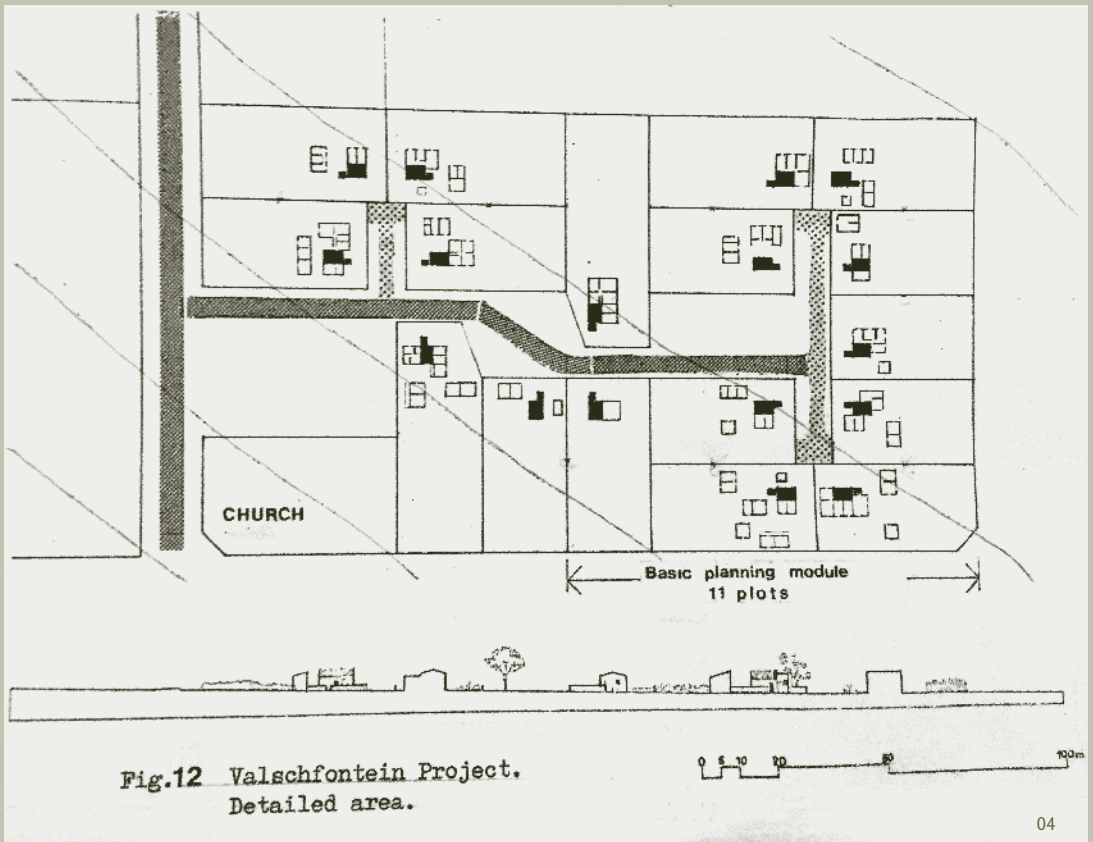 CHURCH
Basic planning module
11 plots
0 5 10 20 50 100m
Fig.12 Valschfontein Project.
Detailed area.
04